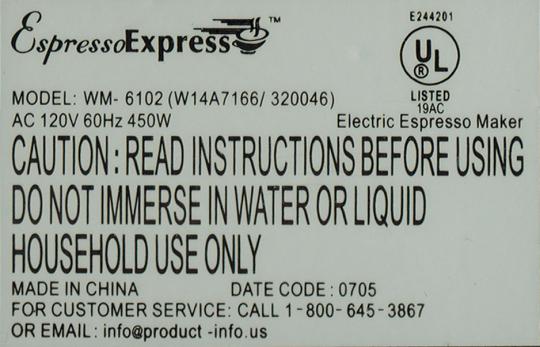 EspressoExpress™
E244201
UL®
LISTED
19AC
MODEL: WM- 6102 (W14A7166/ 320046)
AC 120V 60Hz 450W
Electric Espresso Maker
CAUTION: READ INSTRUCTIONS BEFORE USING
DO NOT IMMERSE IN WATER OR LIQUID
HOUSEHOLD USE ONLY
MADE IN CHINA DATE CODE: 0705
FOR CUSTOMER SERVICE: CALL 1-800-645-3867
OR EMAIL: info@product -info.us